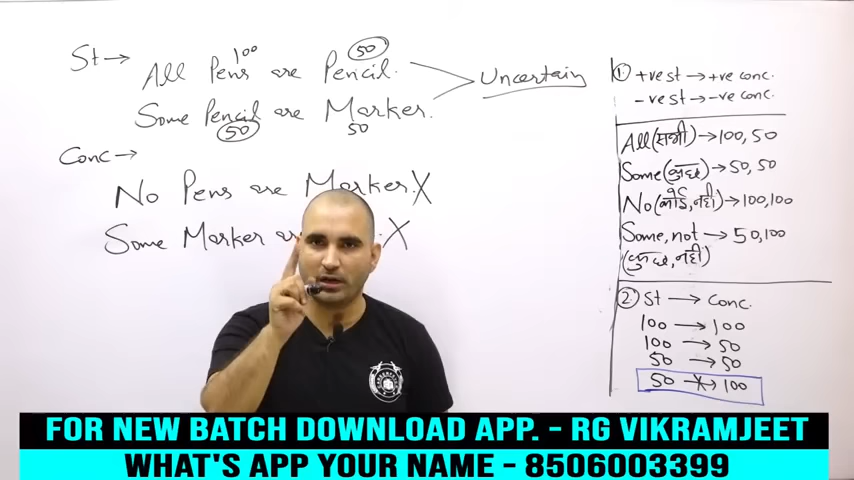 St → All Pens are Pencil.
100
50
Some Pencil are Marker.
50
50
Uncertain
Conc →
No Pens are Marker. X
Some Marker X
1. +ve st → +ve conc.
-ve st → -ve conc.
All (सभी) → 100, 50
Some (कुछ) → 50, 50
No (कोई, नहीं) → 100, 100
Some, not → 50, 100
(कुछ, नहीं)
2. St → Conc.
100 → 100
100 → 50
50 → 50
50 X→ 100
FOR NEW BATCH DOWNLOAD APP. - RG VIKRAMJEET
WHAT'S APP YOUR NAME - 8506003399